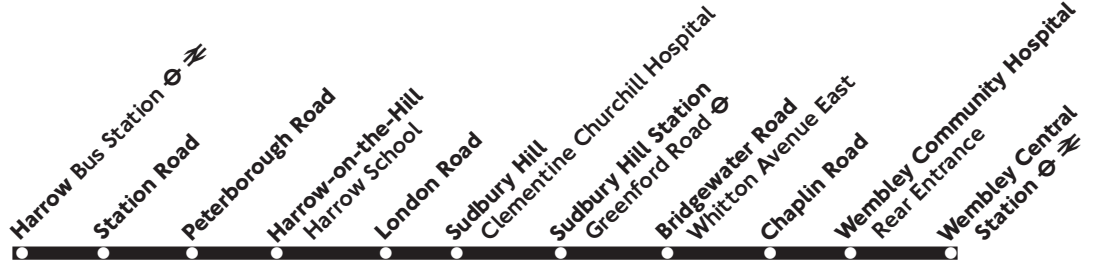 Harrow Bus Station
Station Road
Peterborough Road
Harrow-on-the-Hill
Harrow School
London Road
Sudbury Hill
Clementine Churchill Hospital
Sudbury Hill Station
Greenford Road
Bridgewater Road
Whitton Avenue East
Chaplin Road
Wembley Community Hospital
Rear Entrance
Wembley Central
Station